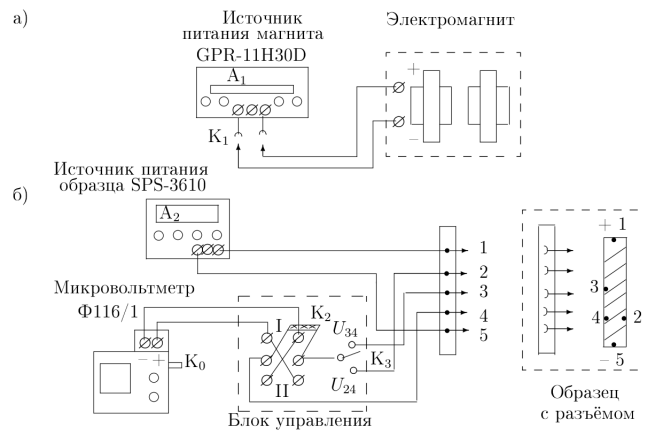 а)
Источник
питания магнита
GPR-11H30D
A₁
K₁
Электромагнит
+
−
б)
Источник питания
образца SPS-3610
A₂
Микровольтметр
Ф116/1
− +
K₀
I
K₂
U₃₄
K₃
II
U₂₄
Блок управления
1
2
3
4
5
+ 1
3
4 2
− 5
Образец
с разъёмом